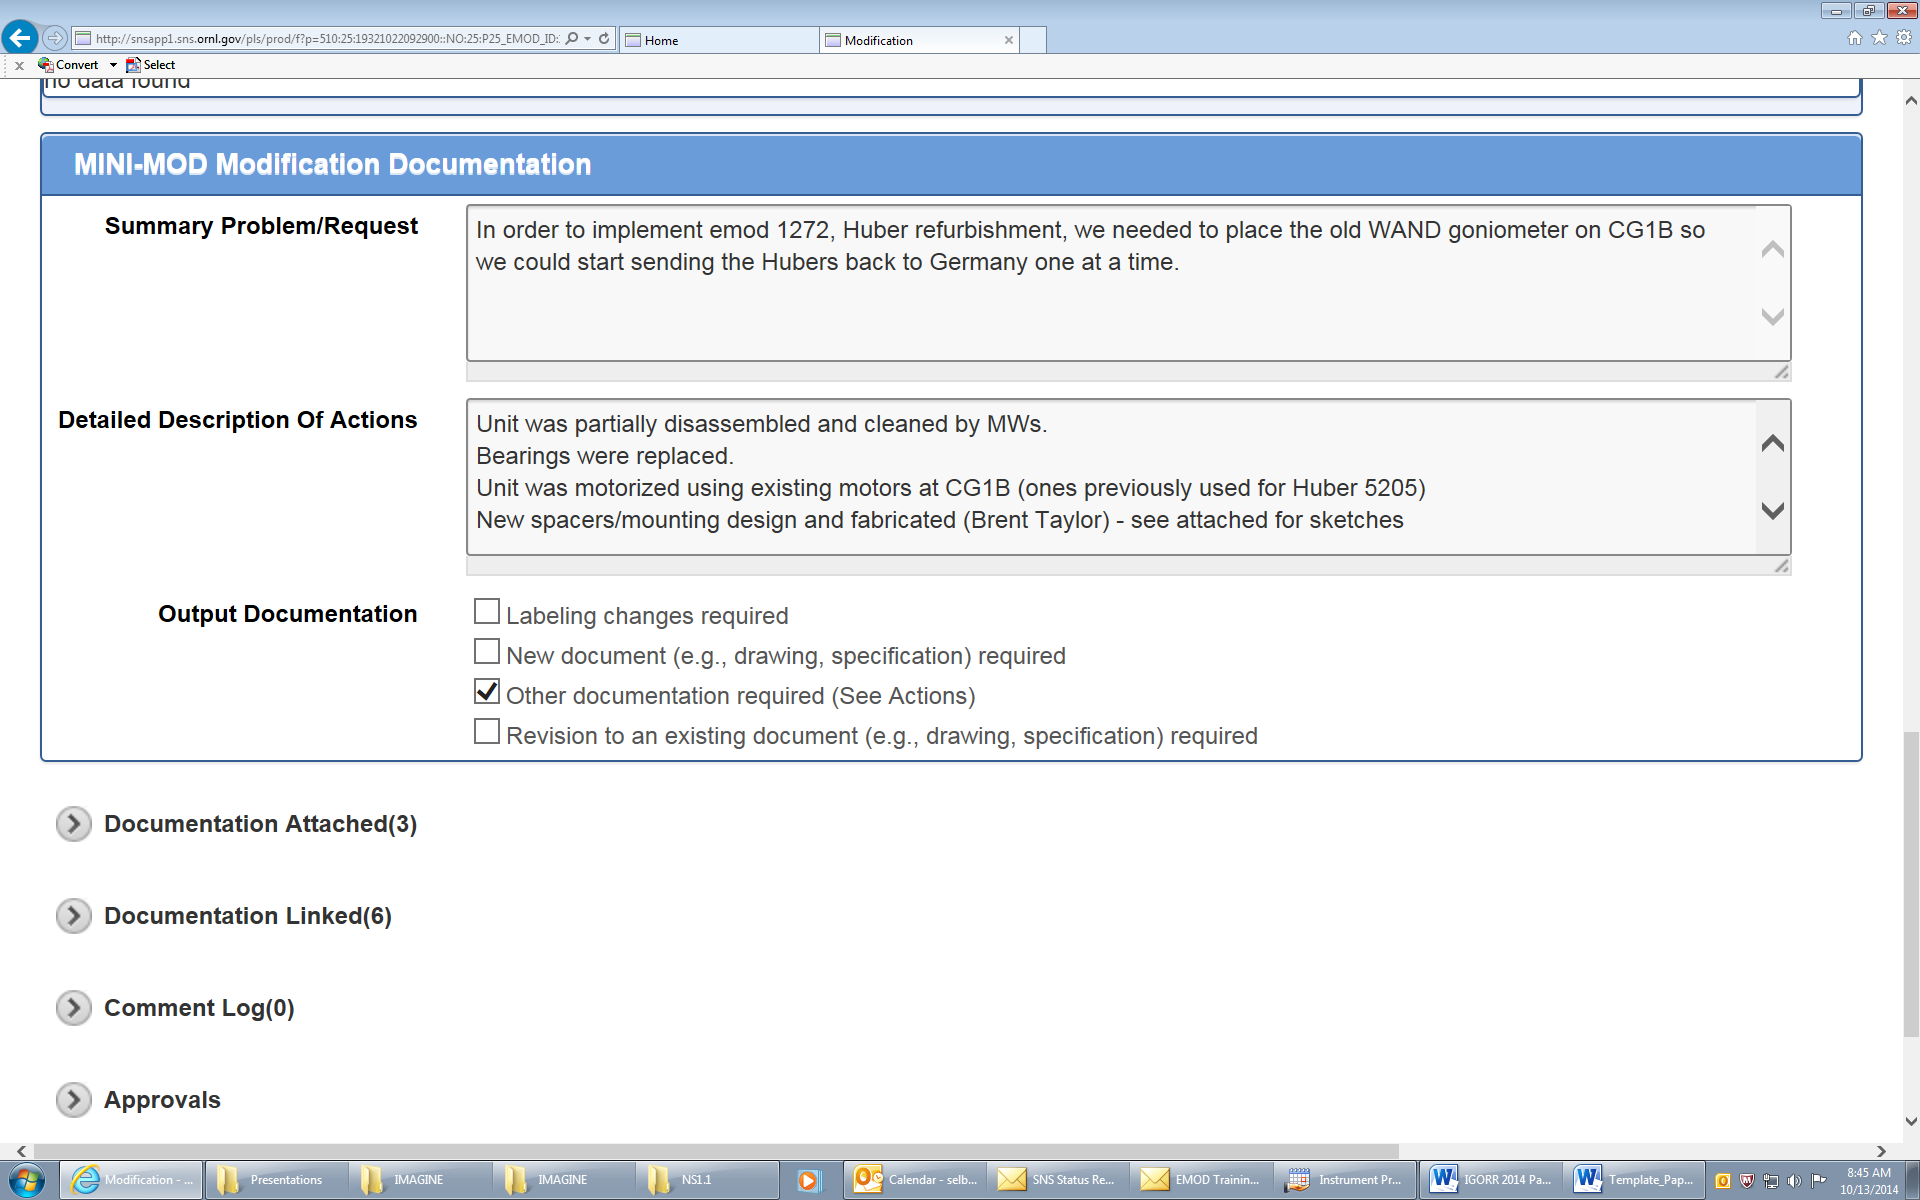 http://snsapp1.sns.ornl.gov/pls/prod/f?p=510:25:19321022092900::NO:25:P25_EMOD_ID:
Home
Modification
Convert
Select
no data found
MINI-MOD Modification Documentation
Summary Problem/Request
In order to implement emod 1272, Huber refurbishment, we needed to place the old WAND goniometer on CG1B so
we could start sending the Hubers back to Germany one at a time.
Detailed Description Of Actions
Unit was partially disassembled and cleaned by MWs.
Bearings were replaced.
Unit was motorized using existing motors at CG1B (ones previously used for Huber 5205)
New spacers/mounting design and fabricated (Brent Taylor) - see attached for sketches
Output Documentation
Labeling changes required
New document (e.g., drawing, specification) required
Other documentation required (See Actions)
Revision to an existing document (e.g., drawing, specification) required
Documentation Attached(3)
Documentation Linked(6)
Comment Log(0)
Approvals
Modification - ...
Presentations
IMAGINE
IMAGINE
NS1.1
Calendar - selb...
SNS Status Re...
EMOD Trainin...
Instrument Pr...
IGORR 2014 Pa...
Template_Pap...
8:45 AM
10/13/2014